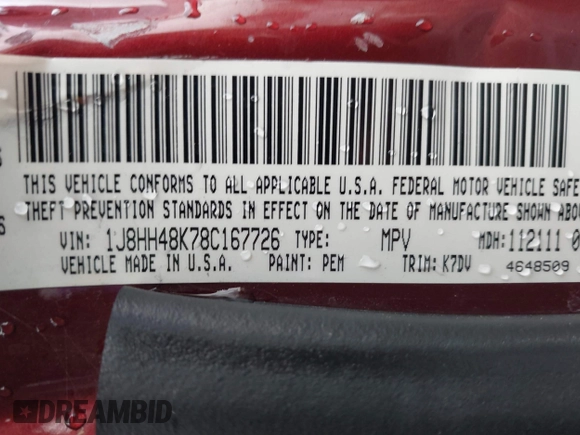 THIS VEHICLE CONFORMS TO ALL APPLICABLE U.S.A. FEDERAL MOTOR VEHICLE SAFE
THEFT PREVENTION STANDARDS IN EFFECT ON THE DATE OF MANUFACTURE SHOWN ABO
VIN: 1J8HH48K78C167726 TYPE: MPV MDH: 112111 0
VEHICLE MADE IN U.S.A. PAINT: PEM TRIM: K7DV 4648509
DREAMBID